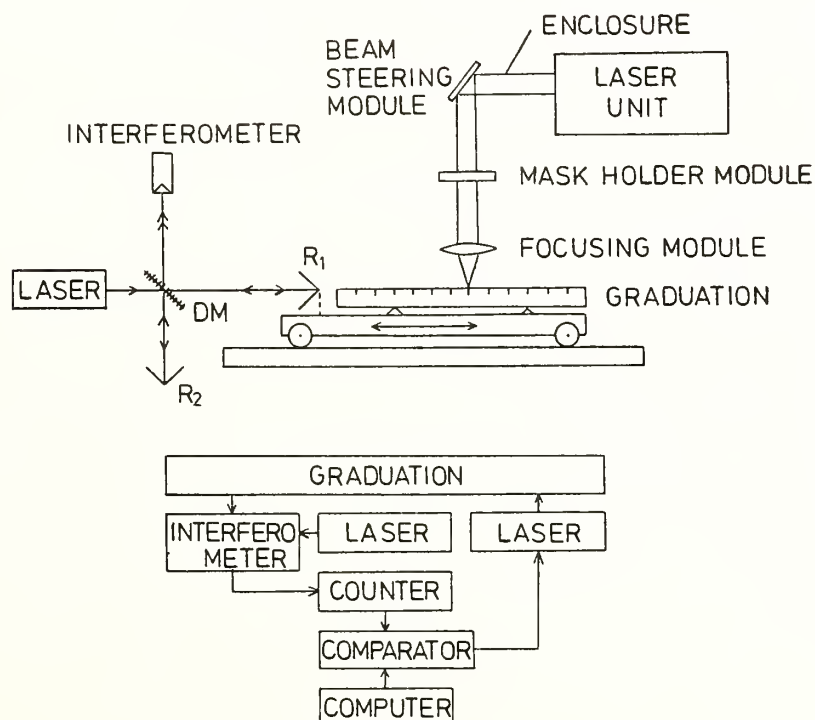 ENCLOSURE
BEAM
STEERING
MODULE
LASER
UNIT
INTERFEROMETER
MASK HOLDER MODULE
FOCUSING MODULE
R1
LASER
GRADUATION
DM
R2
GRADUATION
INTERFERO
METER
LASER
LASER
COUNTER
COMPARATOR
COMPUTER